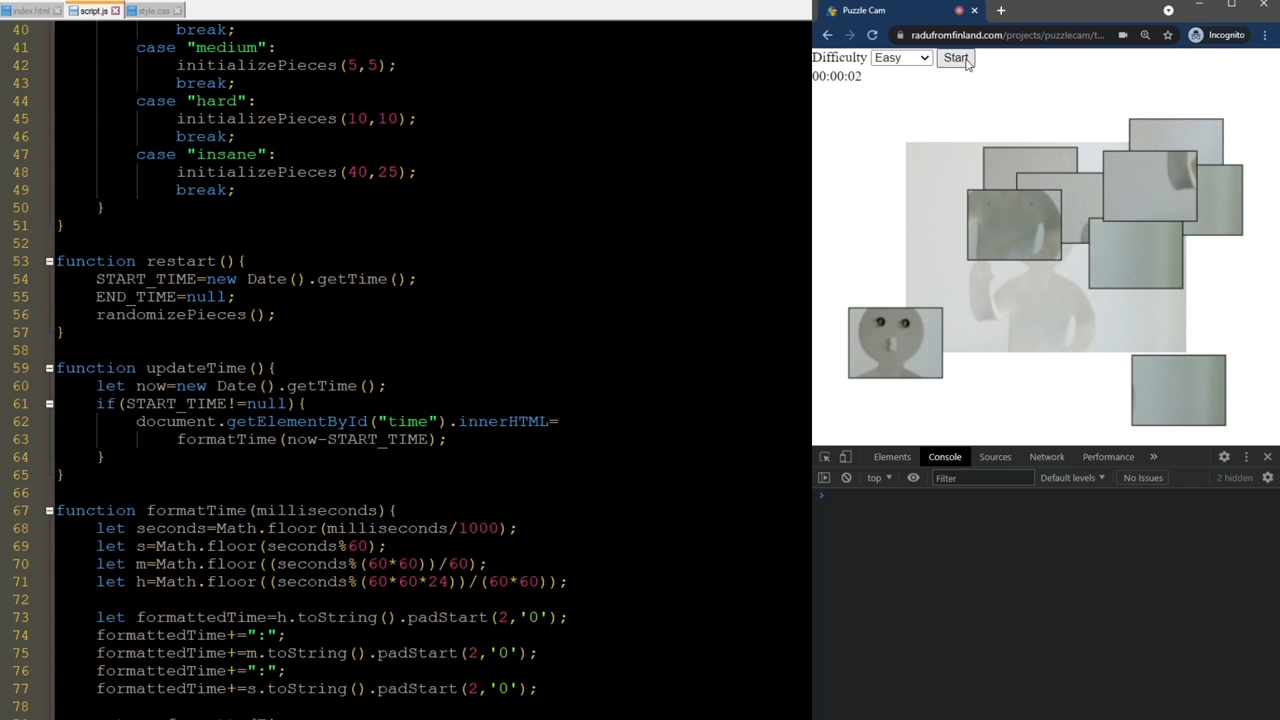 index.html script.js style.css
40 break;
41 case "medium":
42 initializePieces(5,5);
43 break;
44 case "hard":
45 initializePieces(10,10);
46 break;
47 case "insane":
48 initializePieces(40,25);
49 break;
50 }
51 }
52
53 function restart(){
54 START_TIME=new Date().getTime();
55 END_TIME=null;
56 randomizePieces();
57 }
58
59 function updateTime(){
60 let now=new Date().getTime();
61 if(START_TIME!=null){
62 document.getElementById("time").innerHTML=
63 formatTime(now-START_TIME);
64 }
65 }
66
67 function formatTime(milliseconds){
68 let seconds=Math.floor(milliseconds/1000);
69 let s=Math.floor(seconds%60);
70 let m=Math.floor((seconds%(60*60))/60);
71 let h=Math.floor((seconds%(60*60*24))/(60*60));
72
73 let formattedTime=h.toString().padStart(2,'0');
74 formattedTime+=":";
75 formattedTime+=m.toString().padStart(2,'0');
76 formattedTime+=":";
77 formattedTime+=s.toString().padStart(2,'0');
78
Puzzle Cam
radufromfinland.com/projects/puzzlecam/t... Incognito
Difficulty Easy Start
00:00:02
Elements Console Sources Network Performance »
top Filter Default levels No Issues 2 hidden